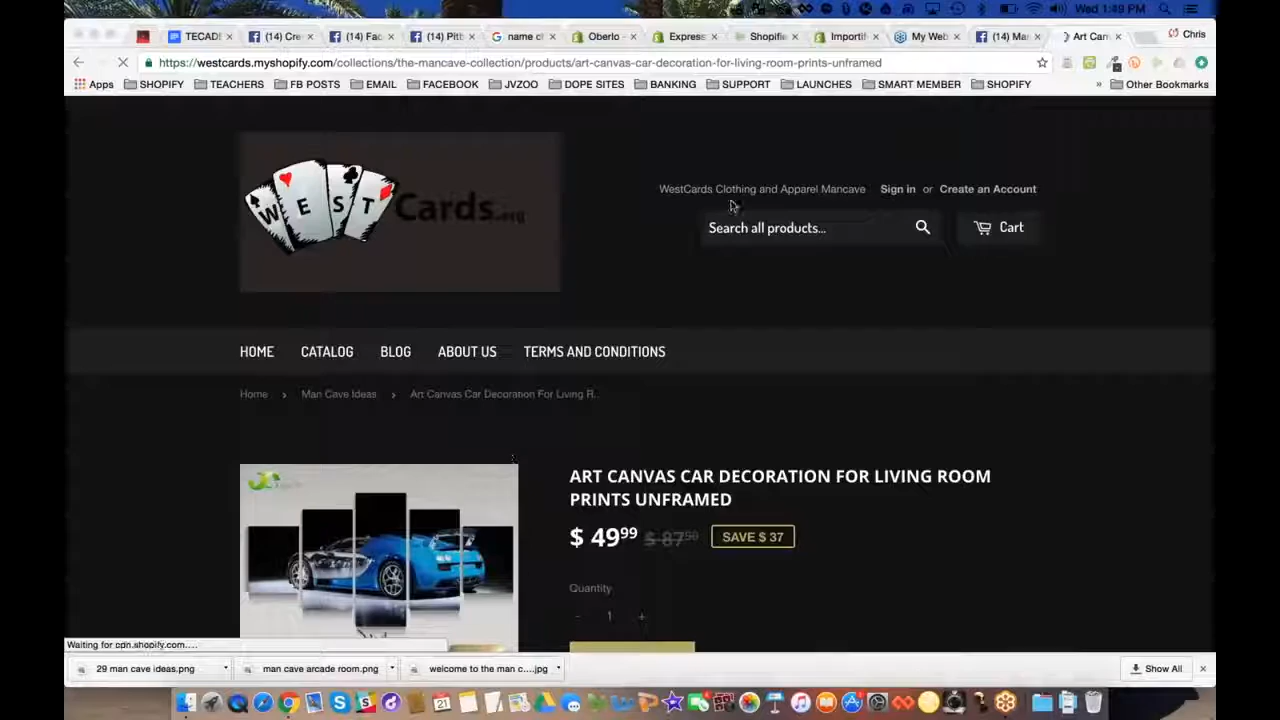 Wed 1:49 PM
TECADI
(14) Cre
(14) Fac
(14) Pitt
name cl
Oberlo -
Express
Shopifie
Importif
My Web
(14) Mar
Art Can
Chris
https://westcards.myshopify.com/collections/the-mancave-collection/products/art-canvas-car-decoration-for-living-room-prints-unframed
Apps SHOPIFY TEACHERS FB POSTS EMAIL FACEBOOK JVZOO DOPE SITES BANKING SUPPORT LAUNCHES SMART MEMBER SHOPIFY » Other Bookmarks
WEST Cards.org
WestCards Clothing and Apparel Mancave Sign in or Create an Account
Search all products...
Cart
HOME CATALOG BLOG ABOUT US TERMS AND CONDITIONS
Home › Man Cave Ideas › Art Canvas Car Decoration For Living R...
ART CANVAS CAR DECORATION FOR LIVING ROOM
PRINTS UNFRAMED
$ 49.99 $ 87.50 SAVE $ 37
Quantity
- 1 +
Waiting for cdn.shopify.com...
29 man cave ideas.png
man cave arcade room.png
welcome to the man c....jpg
Show All
21